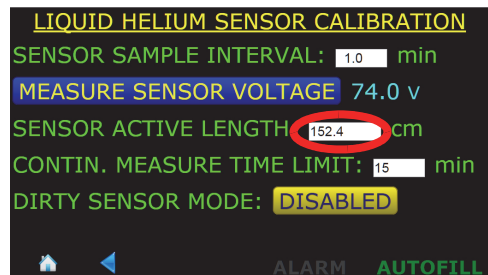 LIQUID HELIUM SENSOR CALIBRATION
SENSOR SAMPLE INTERVAL: 1.0 min
MEASURE SENSOR VOLTAGE 74.0 v
SENSOR ACTIVE LENGTH 152.4 cm
CONTIN. MEASURE TIME LIMIT: 15 min
DIRTY SENSOR MODE: DISABLED
ALARM AUTOFILL